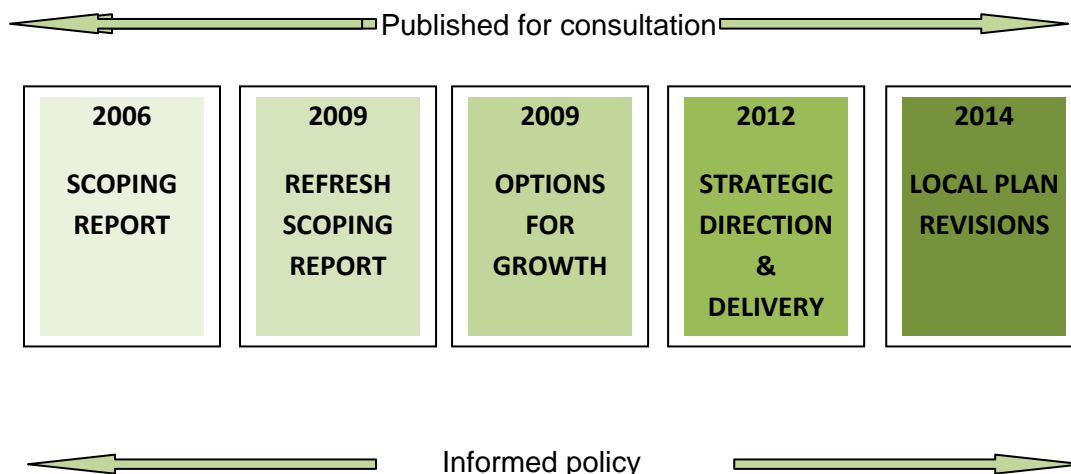 Published for consultation
2006
SCOPING
REPORT
2009
REFRESH
SCOPING
REPORT
2009
OPTIONS
FOR
GROWTH
2012
STRATEGIC
DIRECTION
&
DELIVERY
2014
LOCAL PLAN
REVISIONS
Informed policy